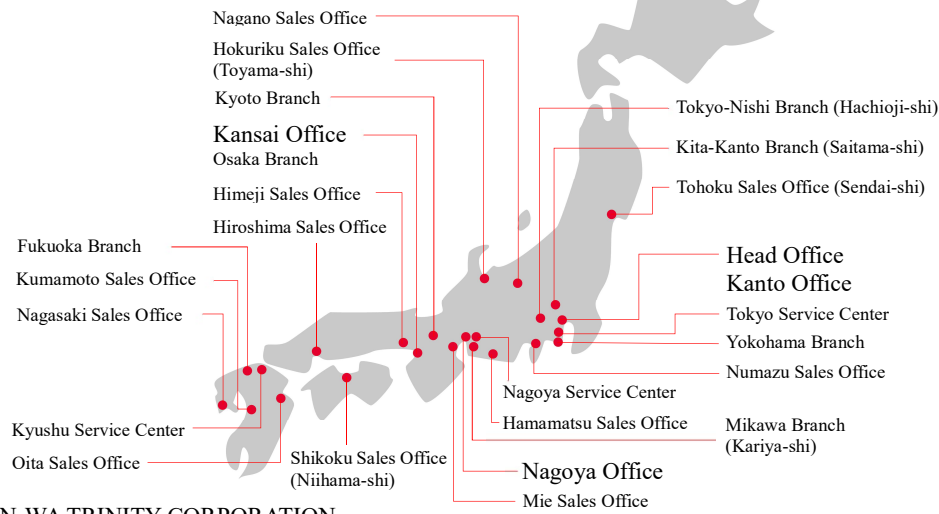 Nagano Sales Office
Hokuriku Sales Office
(Toyama-shi)
Kyoto Branch
Kansai Office
Osaka Branch
Himeji Sales Office
Hiroshima Sales Office
Fukuoka Branch
Kumamoto Sales Office
Nagasaki Sales Office
Kyushu Service Center
Oita Sales Office
Shikoku Sales Office
(Niihama-shi)
Tokyo-Nishi Branch (Hachioji-shi)
Kita-Kanto Branch (Saitama-shi)
Tohoku Sales Office (Sendai-shi)
Head Office
Kanto Office
Tokyo Service Center
Yokohama Branch
Numazu Sales Office
Nagoya Service Center
Hamamatsu Sales Office
Mikawa Branch
(Kariya-shi)
Nagoya Office
Mie Sales Office
N-WA TRINITY CORPORATION